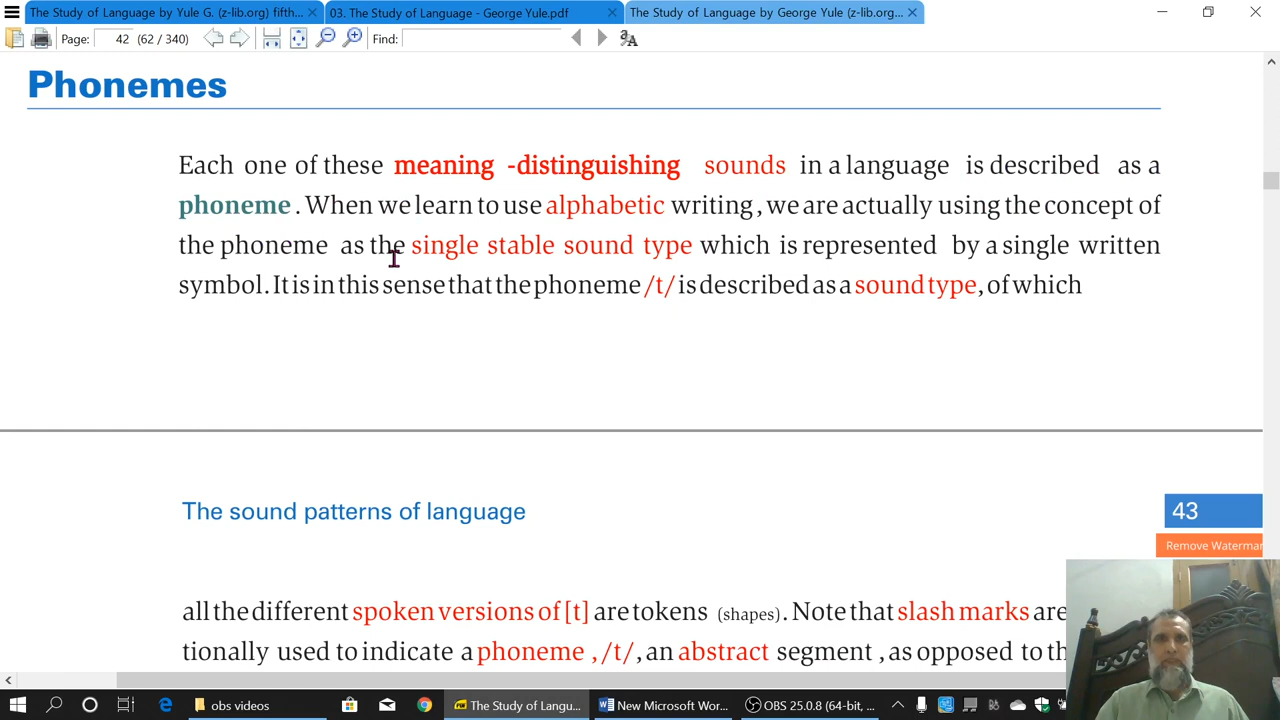 The Study of Language by Yule G. (z-lib.org) fifth...
03. The Study of Language - George Yule.pdf
The Study of Language by George Yule (z-lib.org...
Page: 42 (62 / 340) Find:
Phonemes
Each one of these meaning -distinguishing sounds in a language is described as a
phoneme . When we learn to use alphabetic writing , we are actually using the concept of
the phoneme as the single stable sound type which is represented by a single written
symbol. It is in this sense that the phoneme /t/ is described as a sound type, of which
The sound patterns of language
43
Remove Watermar
all the different spoken versions of [t] are tokens (shapes). Note that slash marks are
tionally used to indicate a phoneme , /t/, an abstract segment , as opposed to th
obs videos
The Study of Langu...
New Microsoft Wor...
OBS 25.0.8 (64-bit, ...